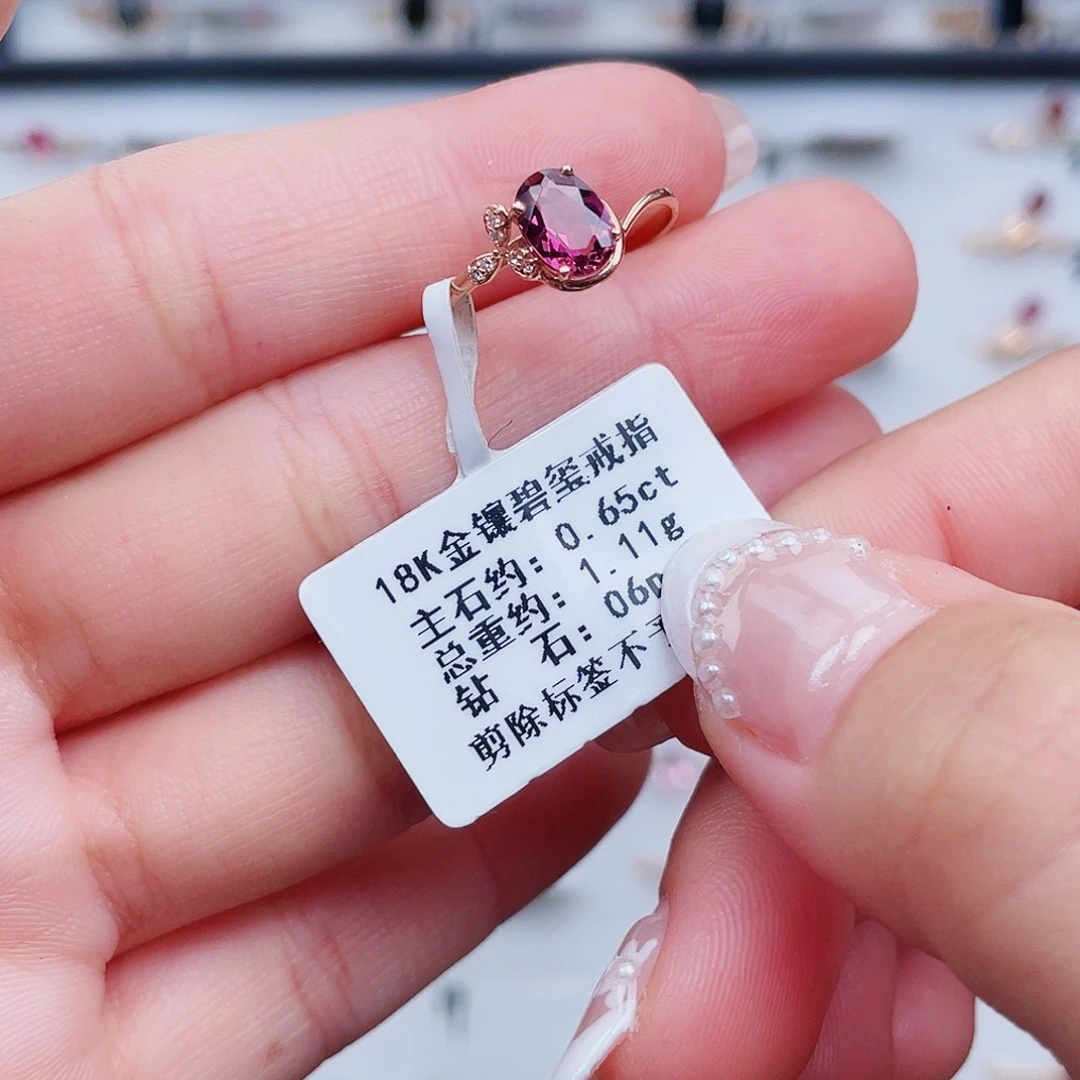 18K金镶碧玺戒指
主石约: 0.65ct
总重约: 1.11g
钻 石: 06p
剪除标签不